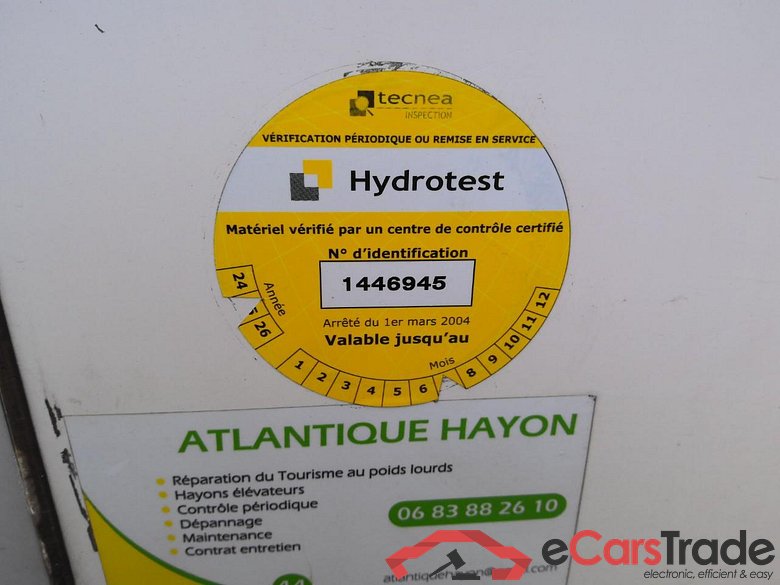 tecnea
INSPECTION
VÉRIFICATION PÉRIODIQUE OU REMISE EN SERVICE
Hydrotest
Matériel vérifié par un centre de contrôle certifié
N° d'identification
1446945
Arrêté du 1er mars 2004
Valable jusqu'au
Année
24
26
Mois
1 2 3 4 5 6 8 9 10 11 12
ATLANTIQUE HAYON
Réparation du Tourisme au poids lourds
Hayons élévateurs
Contrôle périodique
Dépannage
Maintenance
Contrat entretien
06 83 88 26 10
44
eCarsTrade
electronic, efficient & easy